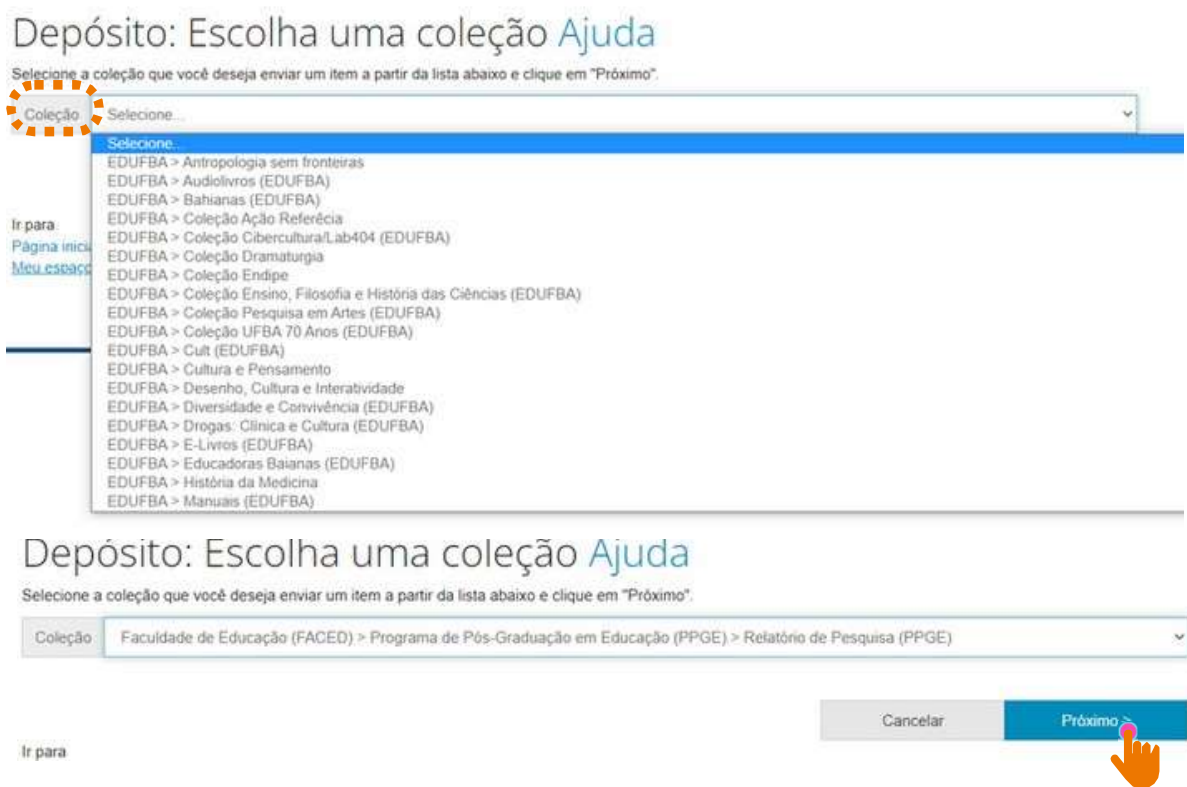 Depósito: Escolha uma coleção Ajuda
Selecione a coleção que você deseja enviar um item a partir da lista abaixo e clique em "Próximo".
Coleção Selecione...
Selecione...
EDUFBA > Antropologia sem fronteiras
EDUFBA > Audiolivros (EDUFBA)
EDUFBA > Bahianas (EDUFBA)
EDUFBA > Coleção Ação Referêcia
Ir para
EDUFBA > Coleção Cibercultura/Lab404 (EDUFBA)
Página inici
EDUFBA > Coleção Dramaturgia
Meu espaço
EDUFBA > Coleção Endipe
EDUFBA > Coleção Ensino, Filosofia e História das Ciências (EDUFBA)
EDUFBA > Coleção Pesquisa em Artes (EDUFBA)
EDUFBA > Coleção UFBA 70 Anos (EDUFBA)
EDUFBA > Cult (EDUFBA)
EDUFBA > Cultura e Pensamento
EDUFBA > Desenho, Cultura e Interatividade
EDUFBA > Diversidade e Convivência (EDUFBA)
EDUFBA > Drogas: Clínica e Cultura (EDUFBA)
EDUFBA > E-Livros (EDUFBA)
EDUFBA > Educadoras Baianas (EDUFBA)
EDUFBA > História da Medicina
EDUFBA > Manuais (EDUFBA)
Depósito: Escolha uma coleção Ajuda
Selecione a coleção que você deseja enviar um item a partir da lista abaixo e clique em "Próximo".
Coleção Faculdade de Educação (FACED) > Programa de Pós-Graduação em Educação (PPGE) > Relatório de Pesquisa (PPGE)
Cancelar Próximo >
Ir para